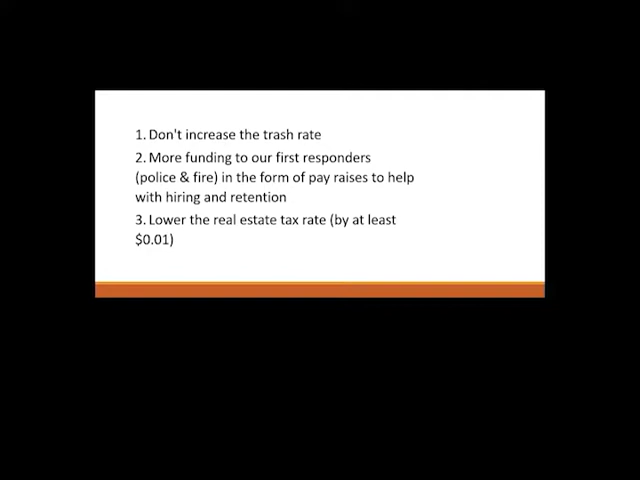 1. Don't increase the trash rate
2. More funding to our first responders
(police & fire) in the form of pay raises to help
with hiring and retention
3. Lower the real estate tax rate (by at least
$0.01)